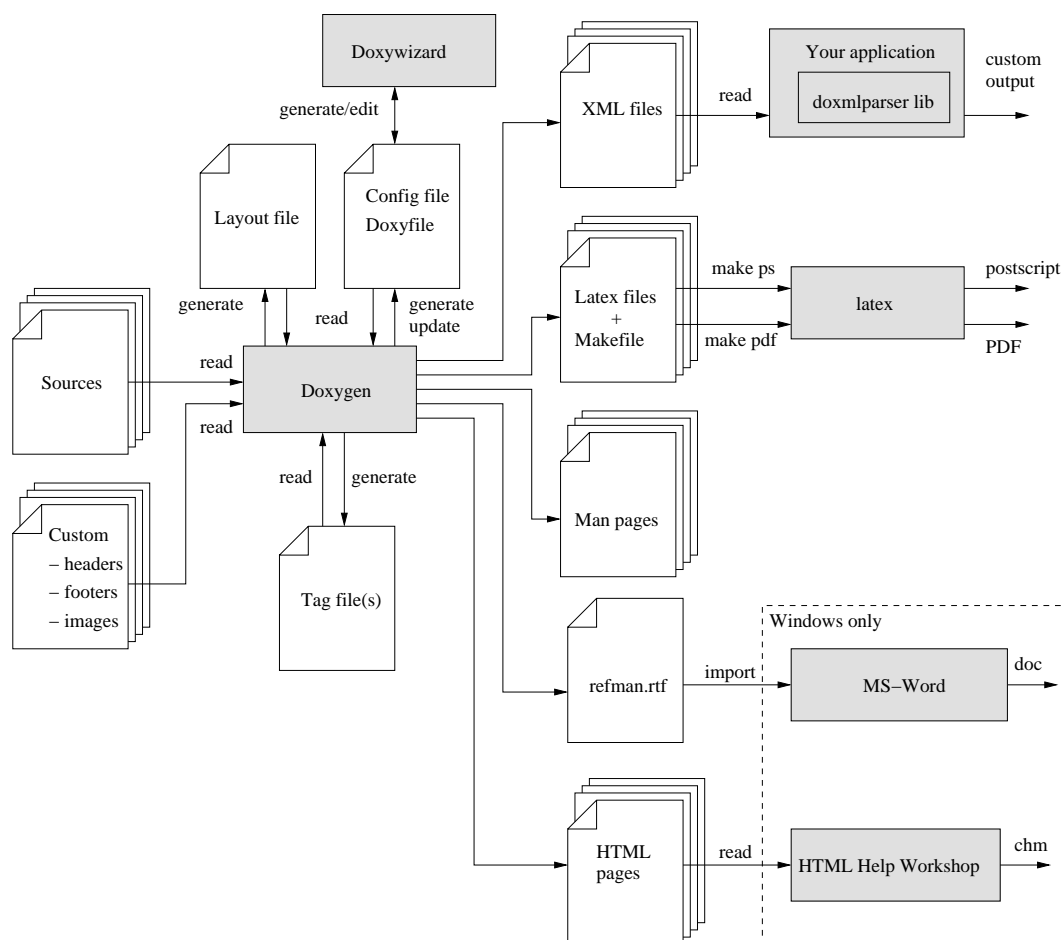 Doxywizard
generate/edit
Layout file
Config file
Doxyfile
generate
read
generate
update
Sources
read
Doxygen
read
Custom
– headers
– footers
– images
read
generate
Tag file(s)
XML files
read
Your application
doxmlparser lib
custom
output
Latex files
+
Makefile
make ps
make pdf
latex
postscript
PDF
Man pages
refman.rtf
import
Windows only
MS–Word
doc
HTML
pages
read
HTML Help Workshop
chm